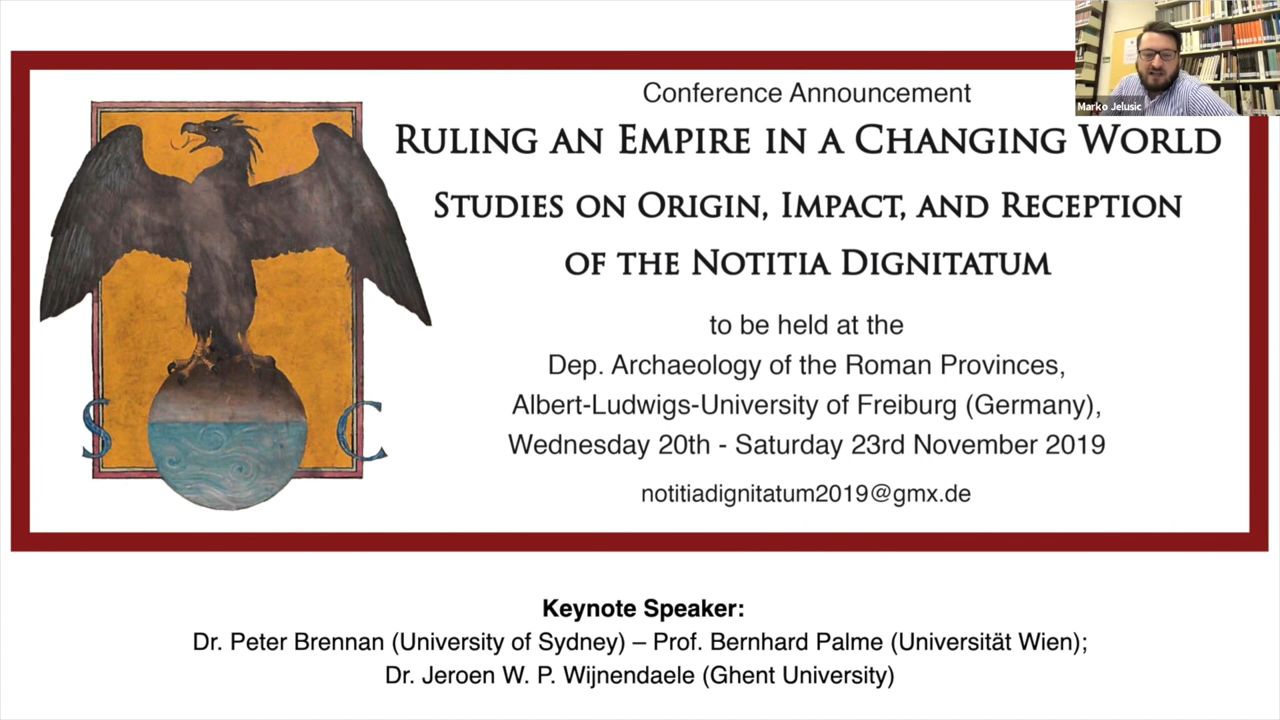 Marko Jelusic
Conference Announcement
RULING AN EMPIRE IN A CHANGING WORLD
STUDIES ON ORIGIN, IMPACT, AND RECEPTION
OF THE NOTITIA DIGNITATUM
to be held at the
Dep. Archaeology of the Roman Provinces,
Albert-Ludwigs-University of Freiburg (Germany),
Wednesday 20th - Saturday 23rd November 2019
notitiadignitatum2019@gmx.de
S C
Keynote Speaker:
Dr. Peter Brennan (University of Sydney) – Prof. Bernhard Palme (Universität Wien);
Dr. Jeroen W. P. Wijnendaele (Ghent University)